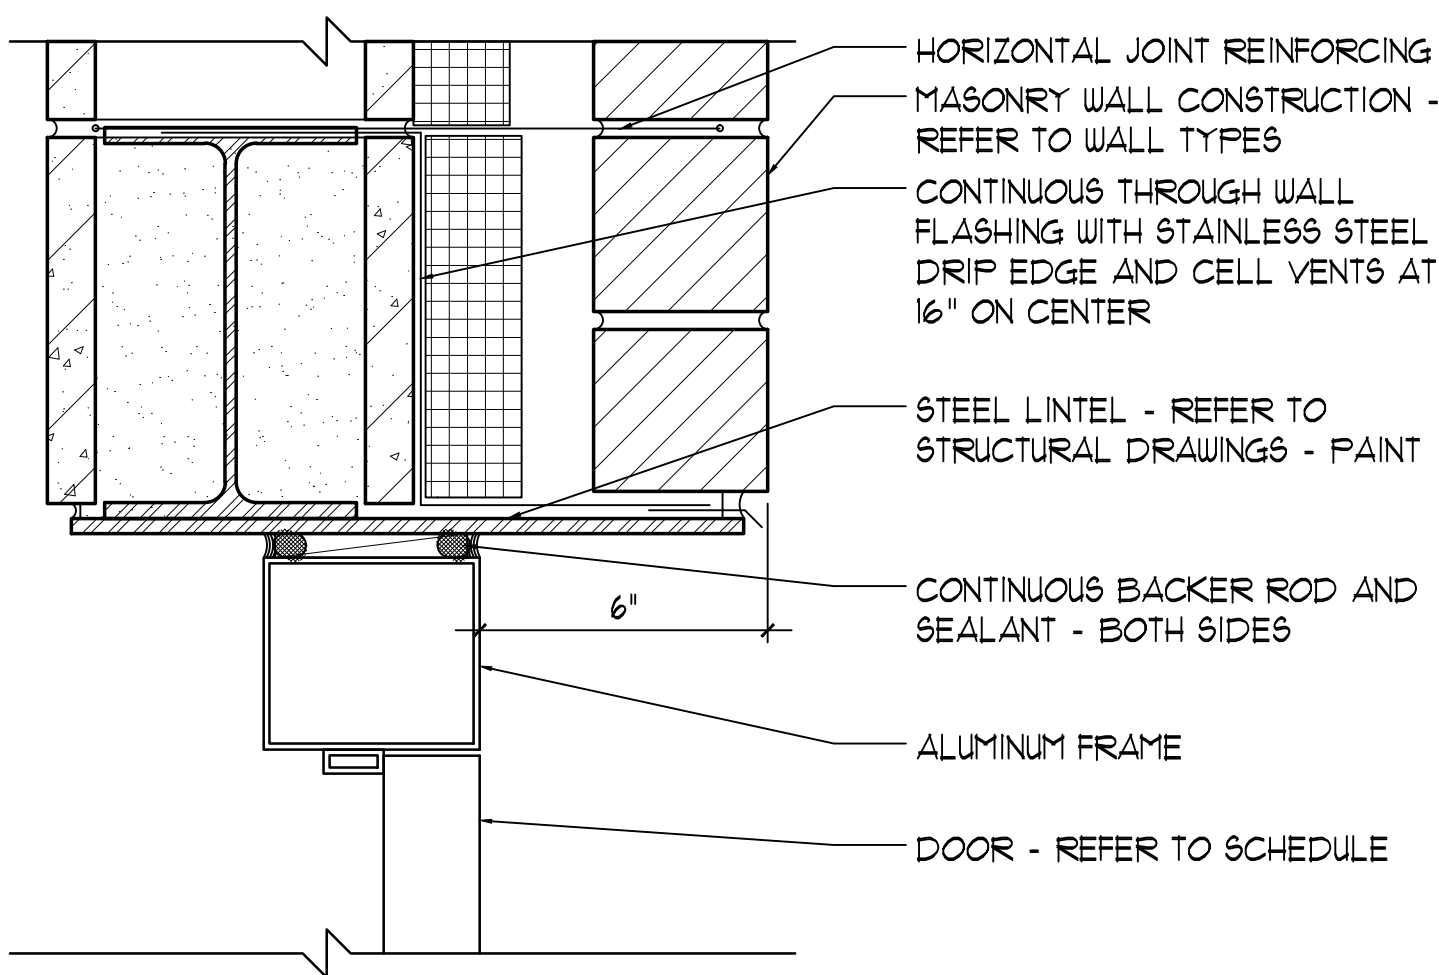 HORIZONTAL JOINT REINFORCING
MASONRY WALL CONSTRUCTION -
REFER TO WALL TYPES
CONTINUOUS THROUGH WALL
FLASHING WITH STAINLESS STEEL
DRIP EDGE AND CELL VENTS AT
16" ON CENTER
STEEL LINTEL - REFER TO
STRUCTURAL DRAWINGS - PAINT
CONTINUOUS BACKER ROD AND
SEALANT - BOTH SIDES
6"
ALUMINUM FRAME
DOOR - REFER TO SCHEDULE